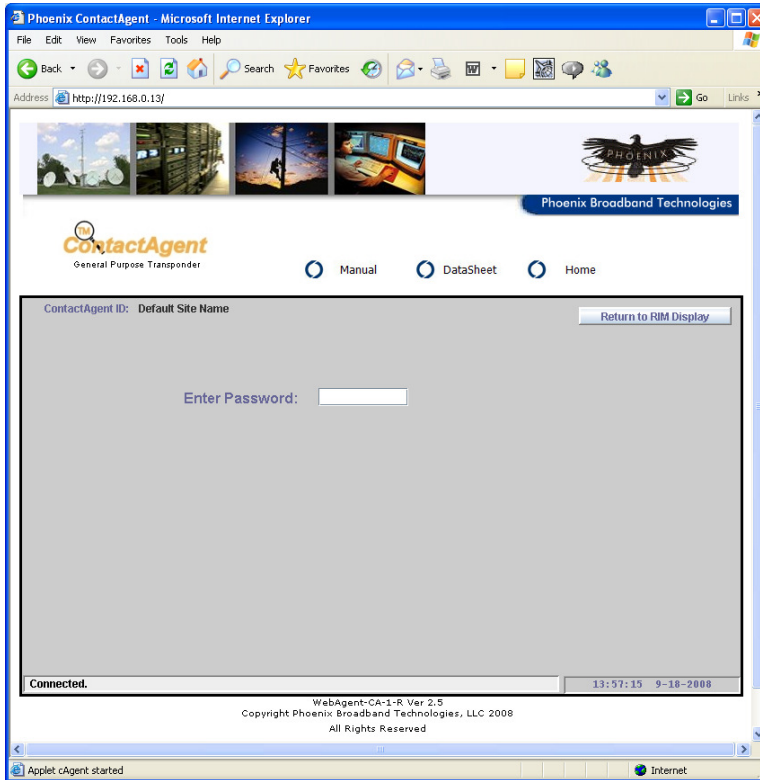 Phoenix ContactAgent - Microsoft Internet Explorer
File Edit View Favorites Tools Help
Back Search Favorites
Address http://192.168.0.13/ Go Links
PHOENIX
Phoenix Broadband Technologies
TM
ContactAgent
General Purpose Transponder
Manual DataSheet Home
ContactAgent ID: Default Site Name
Return to RIM Display
Enter Password:
Connected.
13:57:15 9-18-2008
WebAgent-CA-1-R Ver 2.5
Copyright Phoenix Broadband Technologies, LLC 2008
All Rights Reserved
Applet cAgent started Internet